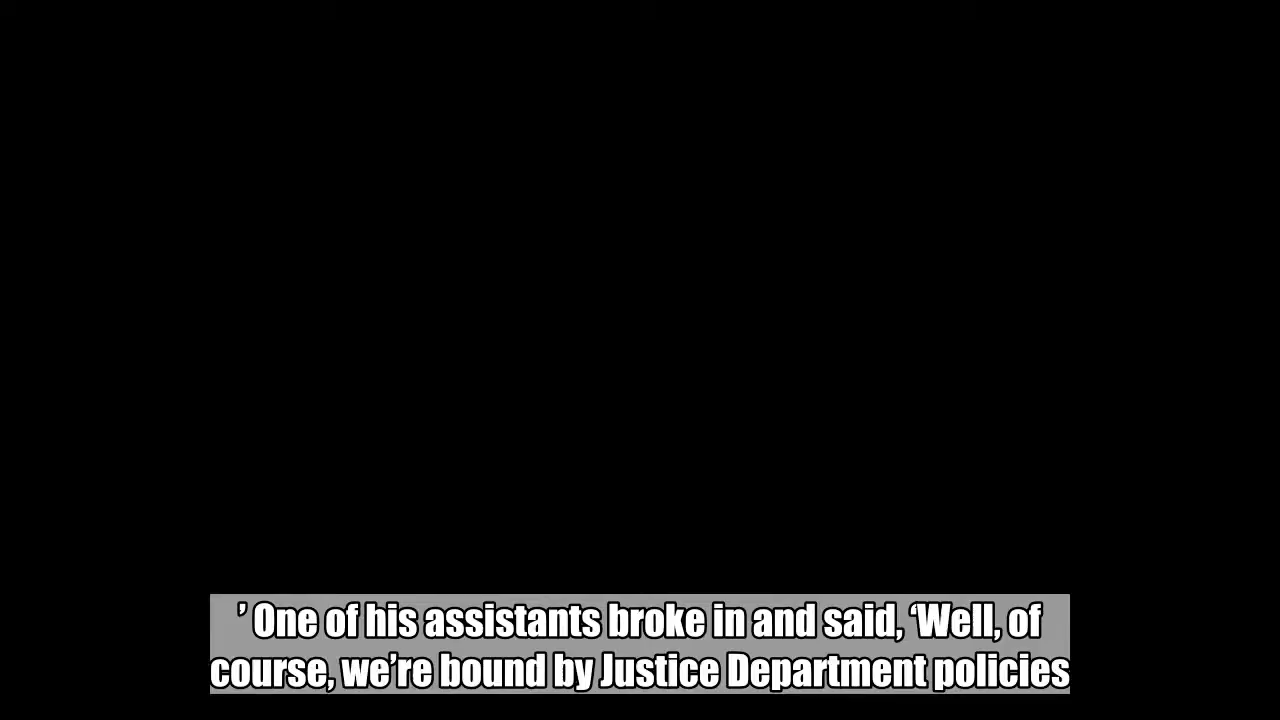 ’ One of his assistants broke in and said, ‘Well, of
course, we’re bound by Justice Department policies